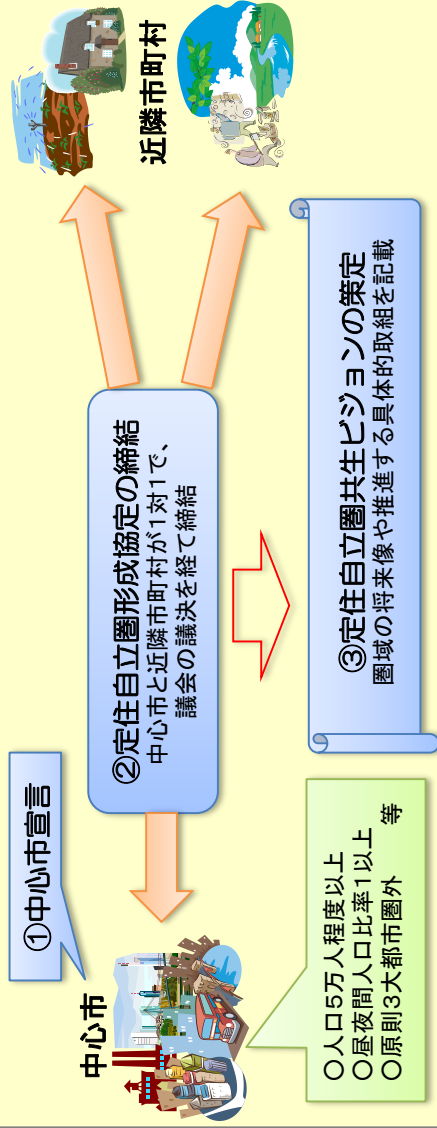 ①中心市宣言
中心市
○人口5万人程度以上
○昼夜間人口比率1以上
○原則3大都市圏外　等
②定住自立圏形成協定の締結
中心市と近隣市町村が1対1で、
議会の議決を経て締結
近隣市町村
③定住自立圏共生ビジョンの策定
圏域の将来像や推進する具体的取組を記載